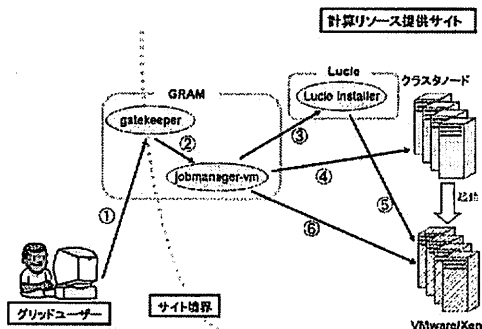 計算リソース提供サイト
Lucie
GRAM
Lucie Installer
クラスタノード
gatekeeper
②
③
jobmanager-vm
④
起動
①
⑤
⑥
グリッドユーザー
サイト境界
VMware/Xen